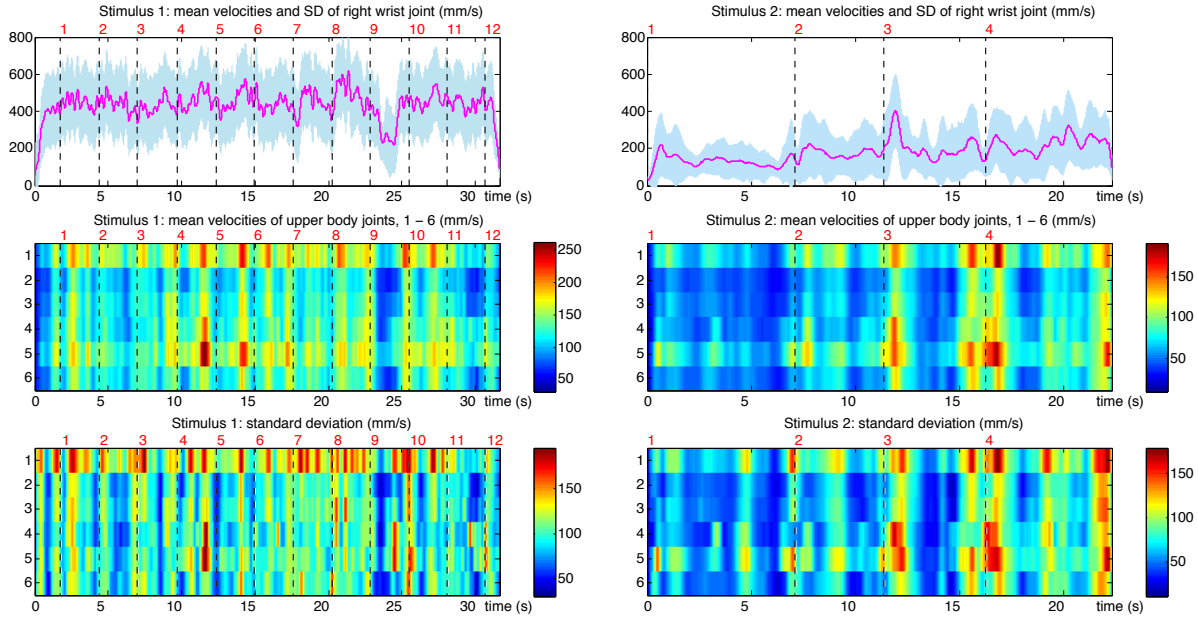 Stimulus 1: mean velocities and SD of right wrist joint (mm/s)
1 2 3 4 5 6 7 8 9 10 11 12
800
600
400
200
0
0 5 10 15 20 25 30 time (s)
Stimulus 1: mean velocities of upper body joints, 1 – 6 (mm/s)
1 2 3 4 5 6 7 8 9 10 11 12
1
2
3
4
5
6
250
200
150
100
50
0 5 10 15 20 25 30 time (s)
Stimulus 1: standard deviation (mm/s)
1 2 3 4 5 6 7 8 9 10 11 12
1
2
3
4
5
6
150
100
50
0 5 10 15 20 25 30 time (s)
Stimulus 2: mean velocities and SD of right wrist joint (mm/s)
1 2 3 4
800
600
400
200
0
0 5 10 15 20 time (s)
Stimulus 2: mean velocities of upper body joints, 1 – 6 (mm/s)
1 2 3 4
1
2
3
4
5
6
150
100
50
0 5 10 15 20 time (s)
Stimulus 2: standard deviation (mm/s)
1 2 3 4
1
2
3
4
5
6
150
100
50
0 5 10 15 20 time (s)